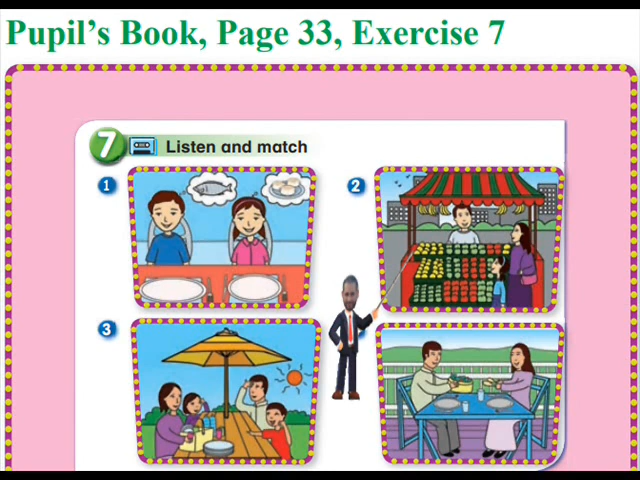 Pupil's Book, Page 33, Exercise 7
7 Listen and match
1
2
3